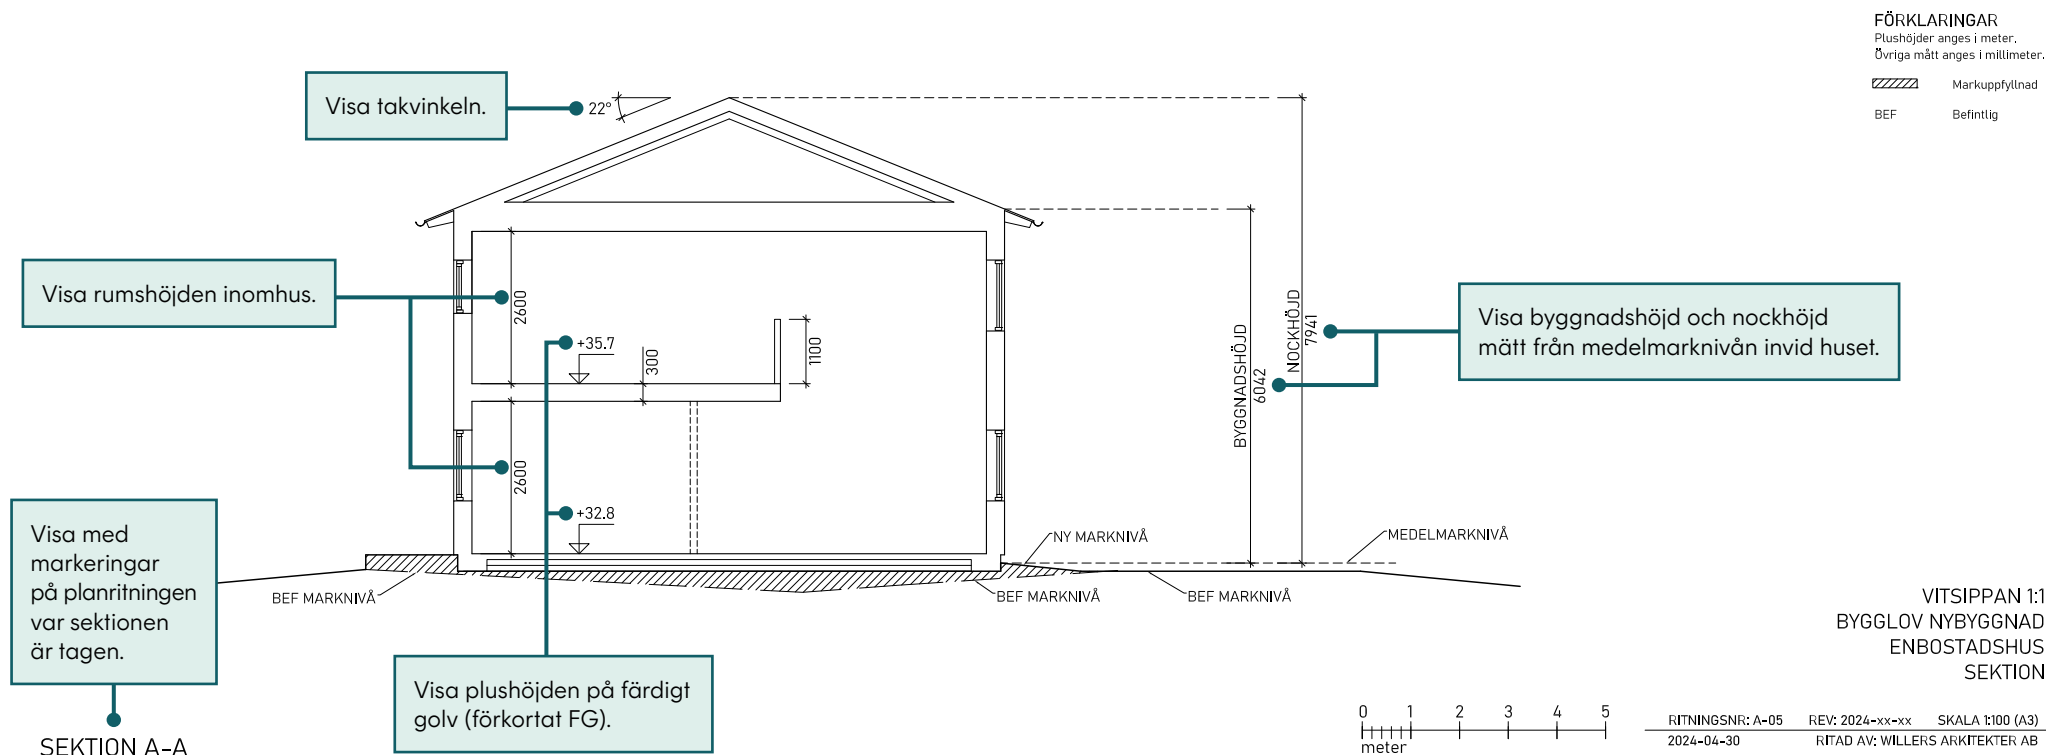 FÖRKLARINGAR
Plushöjder anges i meter.
Övriga mått anges i millimeter.
Markuppfyllnad
BEF Befintlig
Visa takvinkeln.
22°
Visa rumshöjden inomhus.
2600
+35.7
300
1100
2600
+32.8
BYGGNADSHÖJD
6042
NOCKHÖJD
7941
Visa byggnadshöjd och nockhöjd
mätt från medelmarknivån invid huset.
Visa med
markeringar
på planritningen
var sektionen
är tagen.
BEF MARKNIVÅ
NY MARKNIVÅ
MEDELMARKNIVÅ
BEF MARKNIVÅ
BEF MARKNIVÅ
Visa plushöjden på färdigt
golv (förkortat FG).
SEKTION A-A
VITSIPPAN 1:1
BYGGLOV NYBYGGNAD
ENBOSTADSHUS
SEKTION
0 1 2 3 4 5
meter
RITNINGSNR: A-05 REV: 2024-xx-xx SKALA 1:100 (A3)
2024-04-30 RITAD AV: WILLERS ARKITEKTER AB